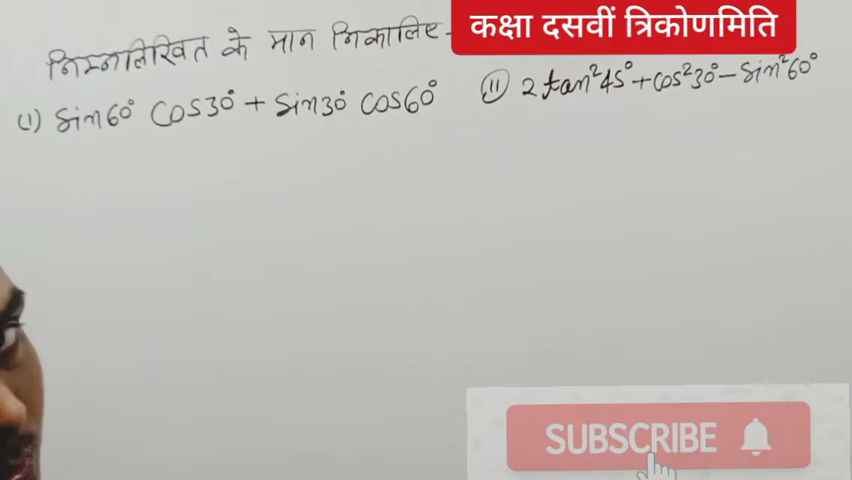 कक्षा दसवीं त्रिकोणमिति
निम्नलिखित के मान निकालिए-
(i) Sin60° Cos30° + Sin30° Cos60°
(ii) 2 tan²45° + Cos²30° - Sin²60°
SUBSCRIBE